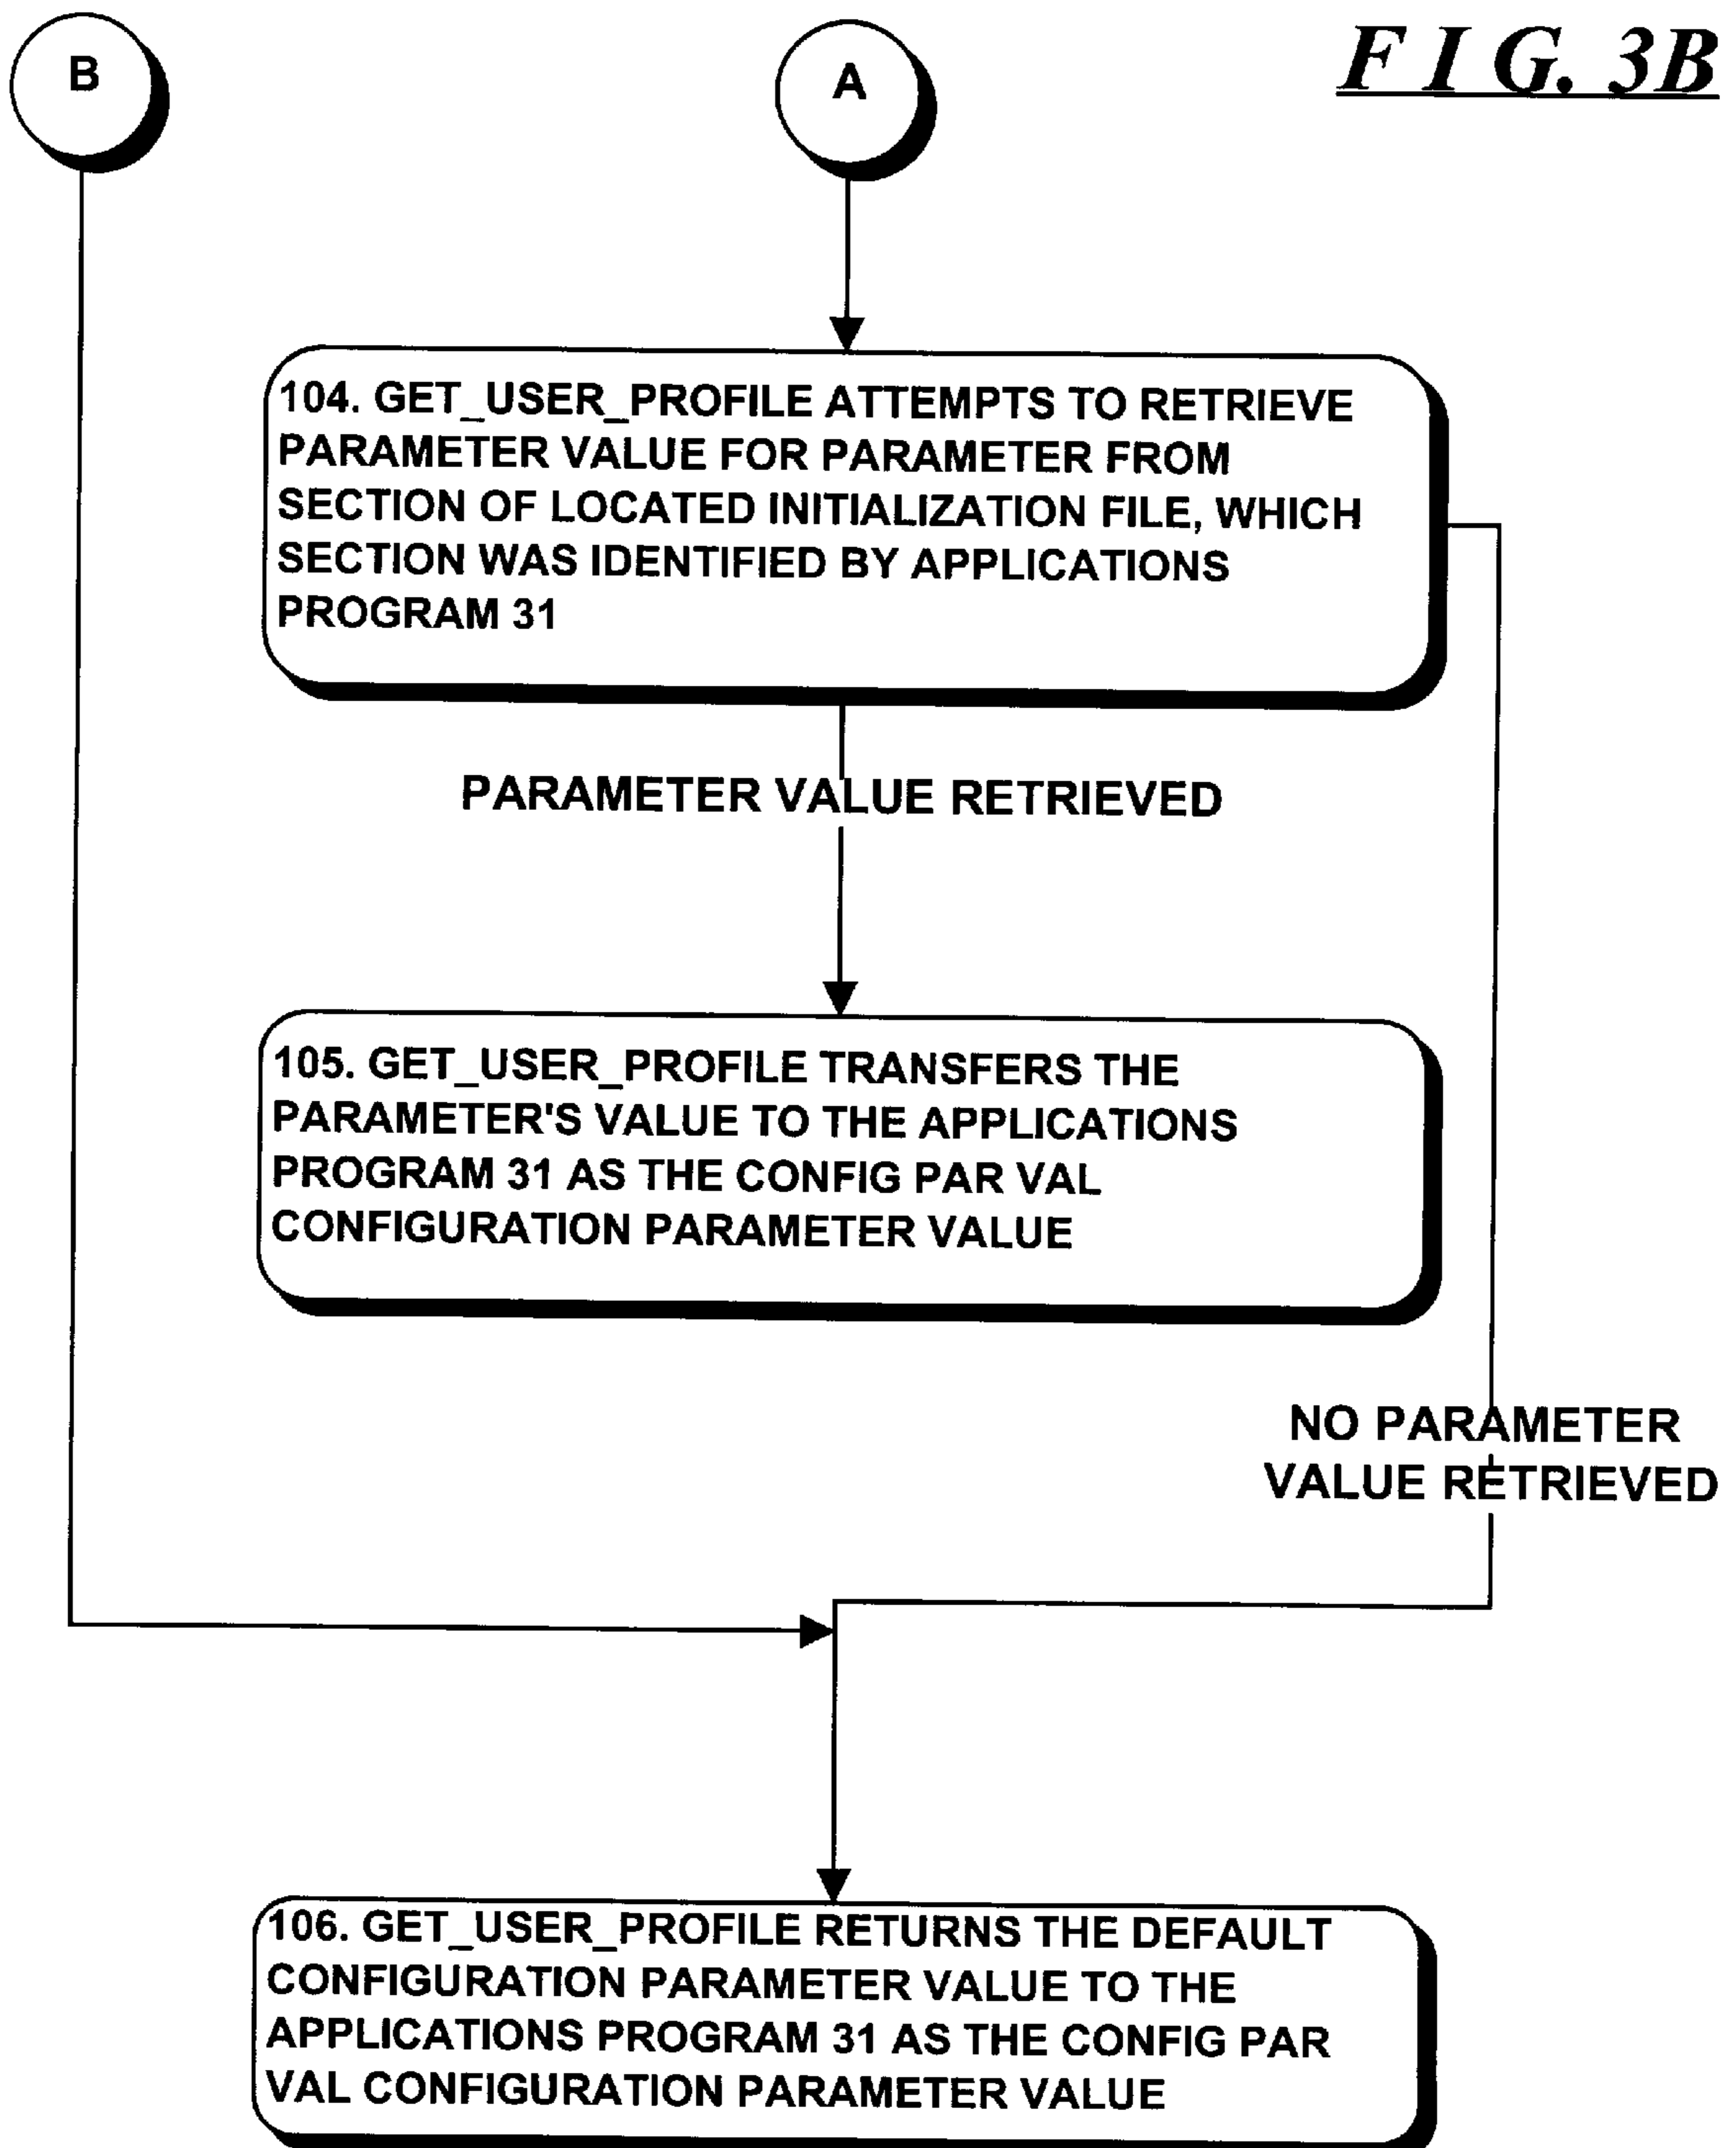 B
A
F I G. 3B
104. GET_USER_PROFILE ATTEMPTS TO RETRIEVE
PARAMETER VALUE FOR PARAMETER FROM
SECTION OF LOCATED INITIALIZATION FILE, WHICH
SECTION WAS IDENTIFIED BY APPLICATIONS
PROGRAM 31
PARAMETER VALUE RETRIEVED
105. GET_USER_PROFILE TRANSFERS THE
PARAMETER'S VALUE TO THE APPLICATIONS
PROGRAM 31 AS THE CONFIG PAR VAL
CONFIGURATION PARAMETER VALUE
NO PARAMETER
VALUE RETRIEVED
106. GET_USER_PROFILE RETURNS THE DEFAULT
CONFIGURATION PARAMETER VALUE TO THE
APPLICATIONS PROGRAM 31 AS THE CONFIG PAR
VAL CONFIGURATION PARAMETER VALUE